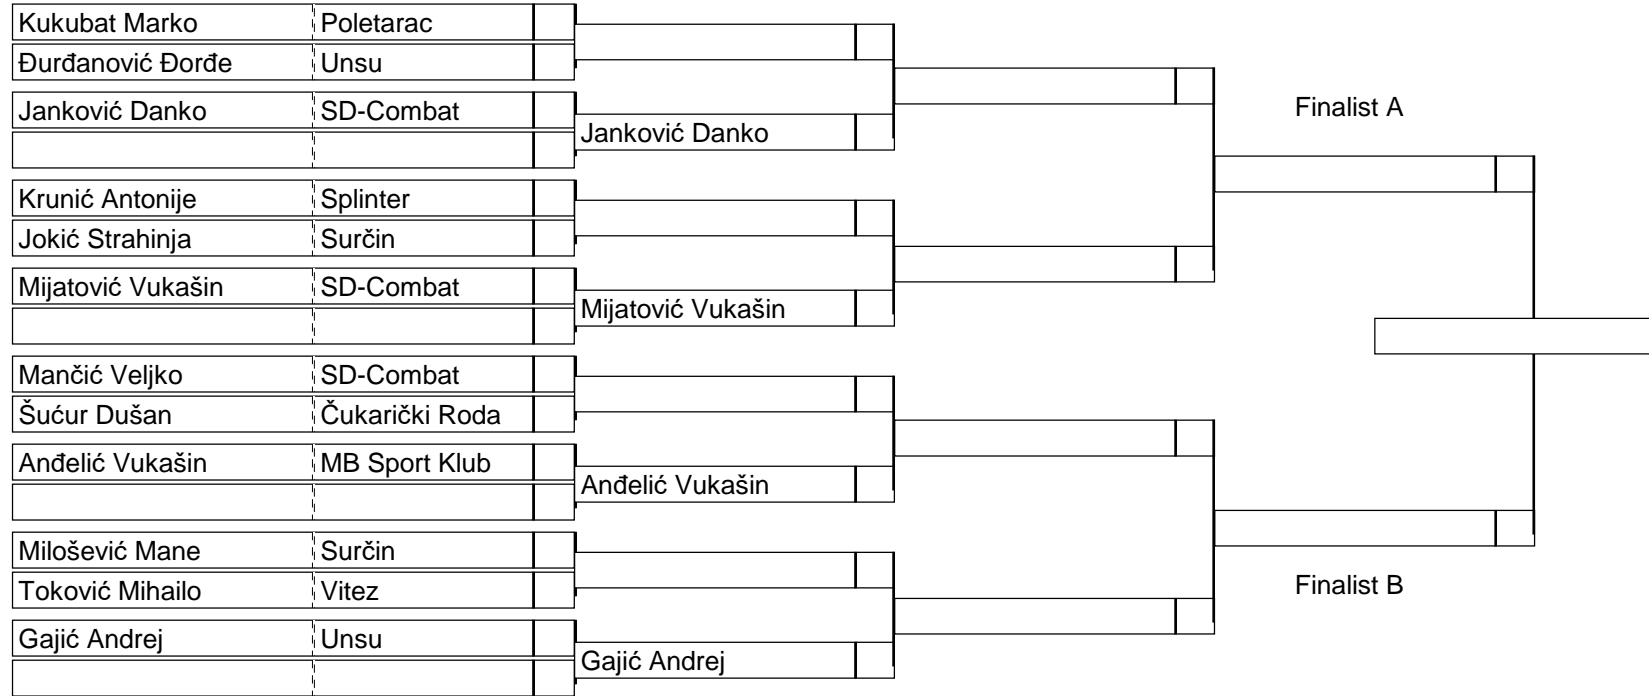 Kukubat Marko Poletarac
Đurđanović Đorđe Unsu
Janković Danko SD-Combat
Janković Danko
Krunić Antonije Splinter
Jokić Strahinja Surčin
Mijatović Vukašin SD-Combat
Mijatović Vukašin
Mančić Veljko SD-Combat
Šućur Dušan Čukarički Roda
Anđelić Vukašin MB Sport Klub
Anđelić Vukašin
Milošević Mane Surčin
Toković Mihailo Vitez
Gajić Andrej Unsu
Gajić Andrej
Finalist A
Finalist B